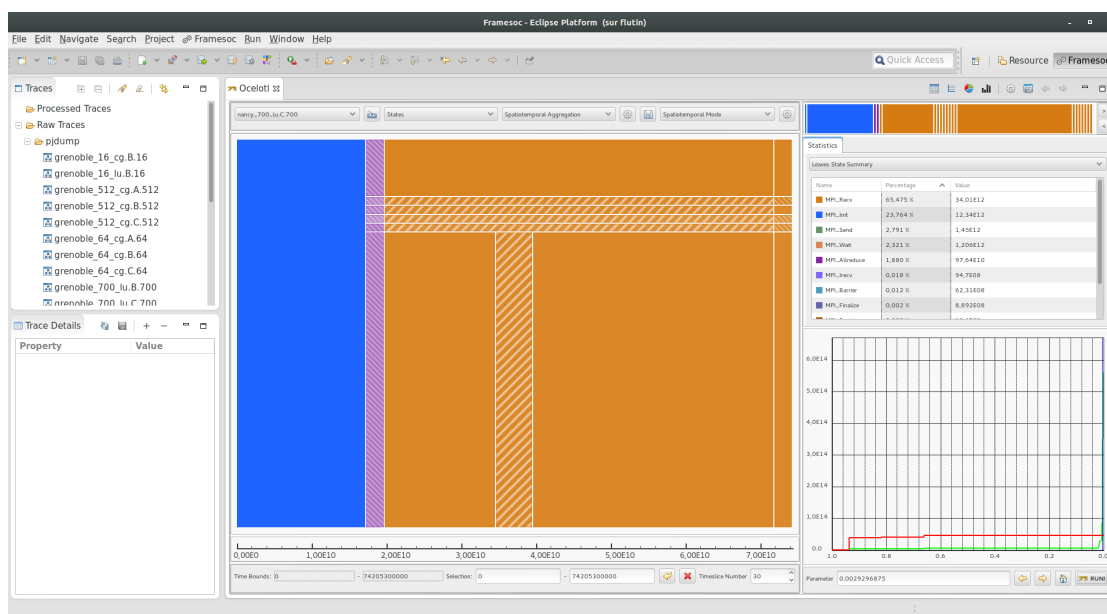 Framesoc - Eclipse Platform (sur flutin)
File Edit Navigate Search Project Framesoc Run Window Help
Quick Access
Resource
Framesoc
Traces
Processed Traces
Raw Traces
pjdump
grenoble_16_cg.B.16
grenoble_16_lu.B.16
grenoble_512_cg.A.512
grenoble_512_cg.B.512
grenoble_512_cg.C.512
grenoble_64_cg.A.64
grenoble_64_cg.B.64
grenoble_64_cg.C.64
grenoble_700_lu.B.700
grenoble_700_lu.C.700
Trace Details
Property Value
Ocelotl
nancy_700_lu.C.700 States Spatiotemporal Aggregation Spatiotemporal Mode
0,00E0 1,00E10 2,00E10 3,00E10 4,00E10 5,00E10 6,00E10 7,00E10
Time Bounds: 0 - 74205300000 Selection: 0 - 74205300000 Timeslice Number 30
Statistics
Leaves State Summary
Name Percentage Value
MPI_Recv 65,475 % 34,01E12
MPI_Init 23,764 % 12,34E12
MPI_Send 2,791 % 1,45E12
MPI_Wait 2,321 % 1,206E12
MPI_Allreduce 1,880 % 97,64E10
MPI_Irecv 0,018 % 94,7E08
MPI_Barrier 0,012 % 62,31E08
MPI_Finalize 0,002 % 8,892E08
6,0E14
5,0E14
4,0E14
3,0E14
2,0E14
1,0E14
0,0
1.0 0.8 0.6 0.4 0.2 0.0
Parameter 0.0029296875 RUN!